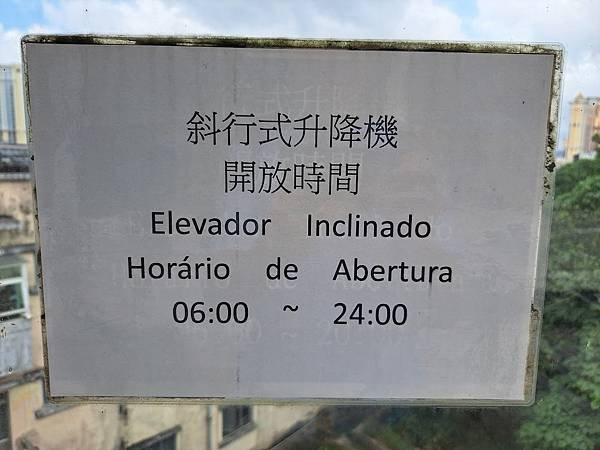 斜行式升降機
開放時間
Elevador Inclinado
Horário de Abertura
06:00 ~ 24:00